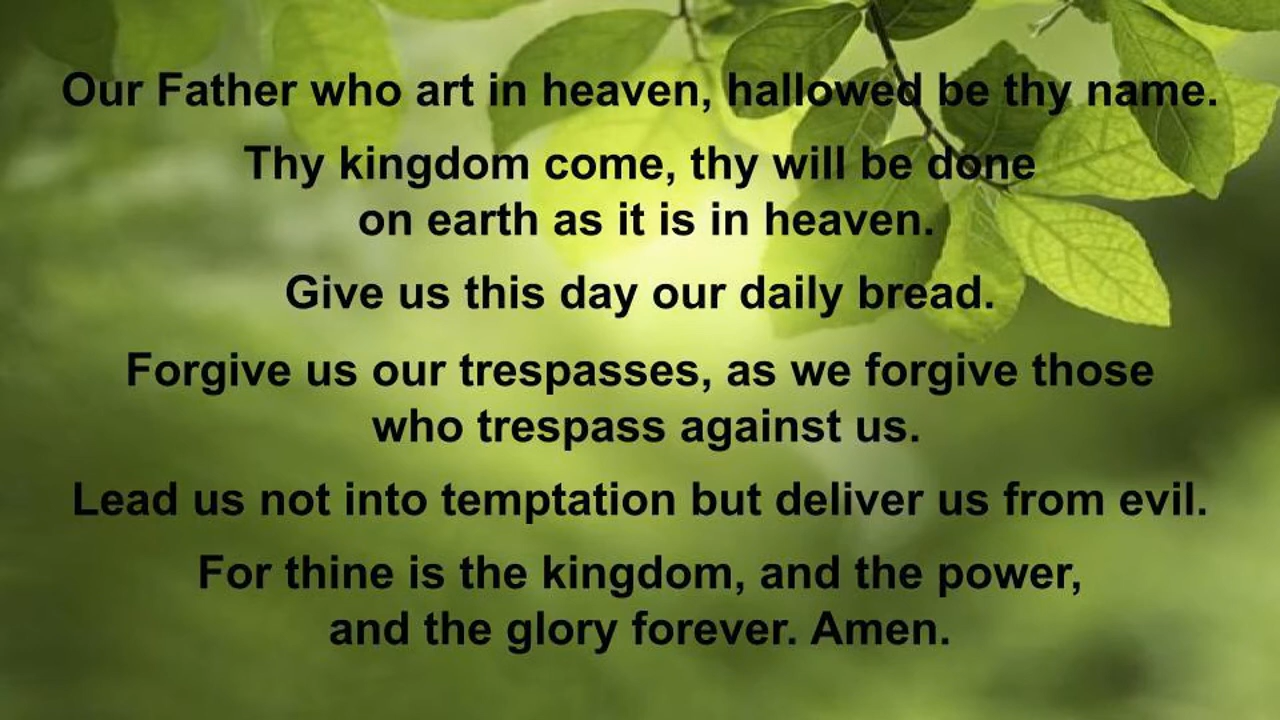 Our Father who art in heaven, hallowed be thy name.
Thy kingdom come, thy will be done
on earth as it is in heaven.
Give us this day our daily bread.
Forgive us our trespasses, as we forgive those
who trespass against us.
Lead us not into temptation but deliver us from evil.
For thine is the kingdom, and the power,
and the glory forever. Amen.